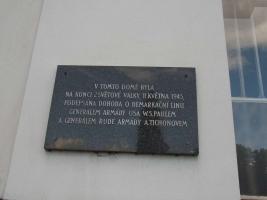 V TOMTO DOMĚ BYLA
NA KONCI 2.SVĚTOVÉ VÁLKY 11.KVĚTNA 1945
PODEPSÁNA DOHODA O DEMARKAČNÍ LINII
GENERÁLEM ARMÁDY USA W.S.PAULEM
A GENERÁLEM RUDÉ ARMÁDY A.TICHONOVEM